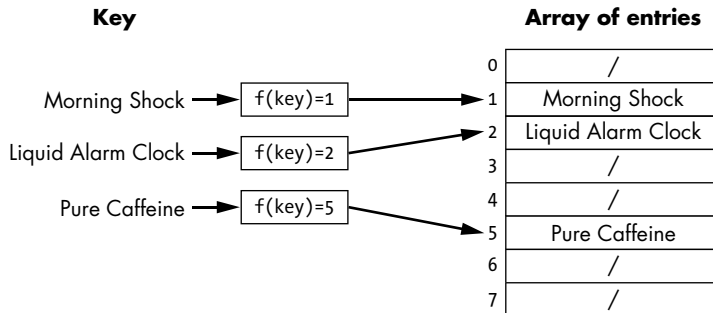 Key Array of entries
0 /
Morning Shock f(key)=1 1 Morning Shock
Liquid Alarm Clock f(key)=2 2 Liquid Alarm Clock
3 /
4 /
Pure Caffeine f(key)=5 5 Pure Caffeine
6 /
7 /